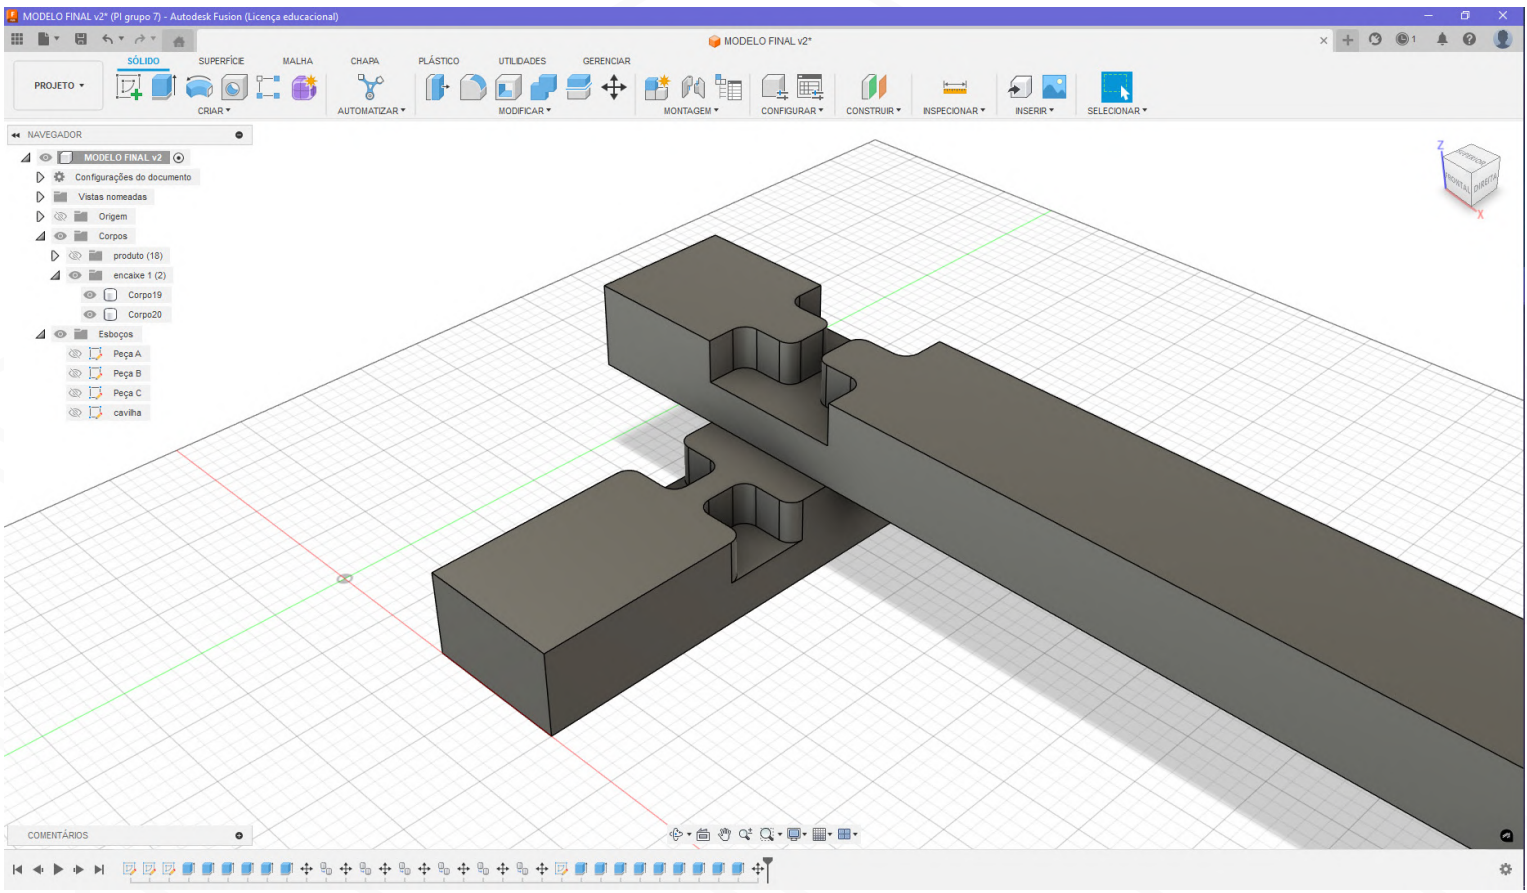 MODELO FINAL v2* (PI grupo 7) - Autodesk Fusion (Licença educacional)
MODELO FINAL v2*
1
SÓLIDO SUPERFÍCIE MALHA CHAPA PLÁSTICO UTILIDADES GERENCIAR
PROJETO
CRIAR AUTOMATIZAR MODIFICAR MONTAGEM CONFIGURAR CONSTRUIR INSPECIONAR INSERIR SELECIONAR
NAVEGADOR
MODELO FINAL v2
Configurações do documento
Vistas nomeadas
Origem
Corpos
produto (18)
encaixe 1 (2)
Corpo19
Corpo20
Esboços
Peça A
Peça B
Peça C
cavilha
Z
SUPERIOR
FRONTAL DIREITA
X
COMENTÁRIOS